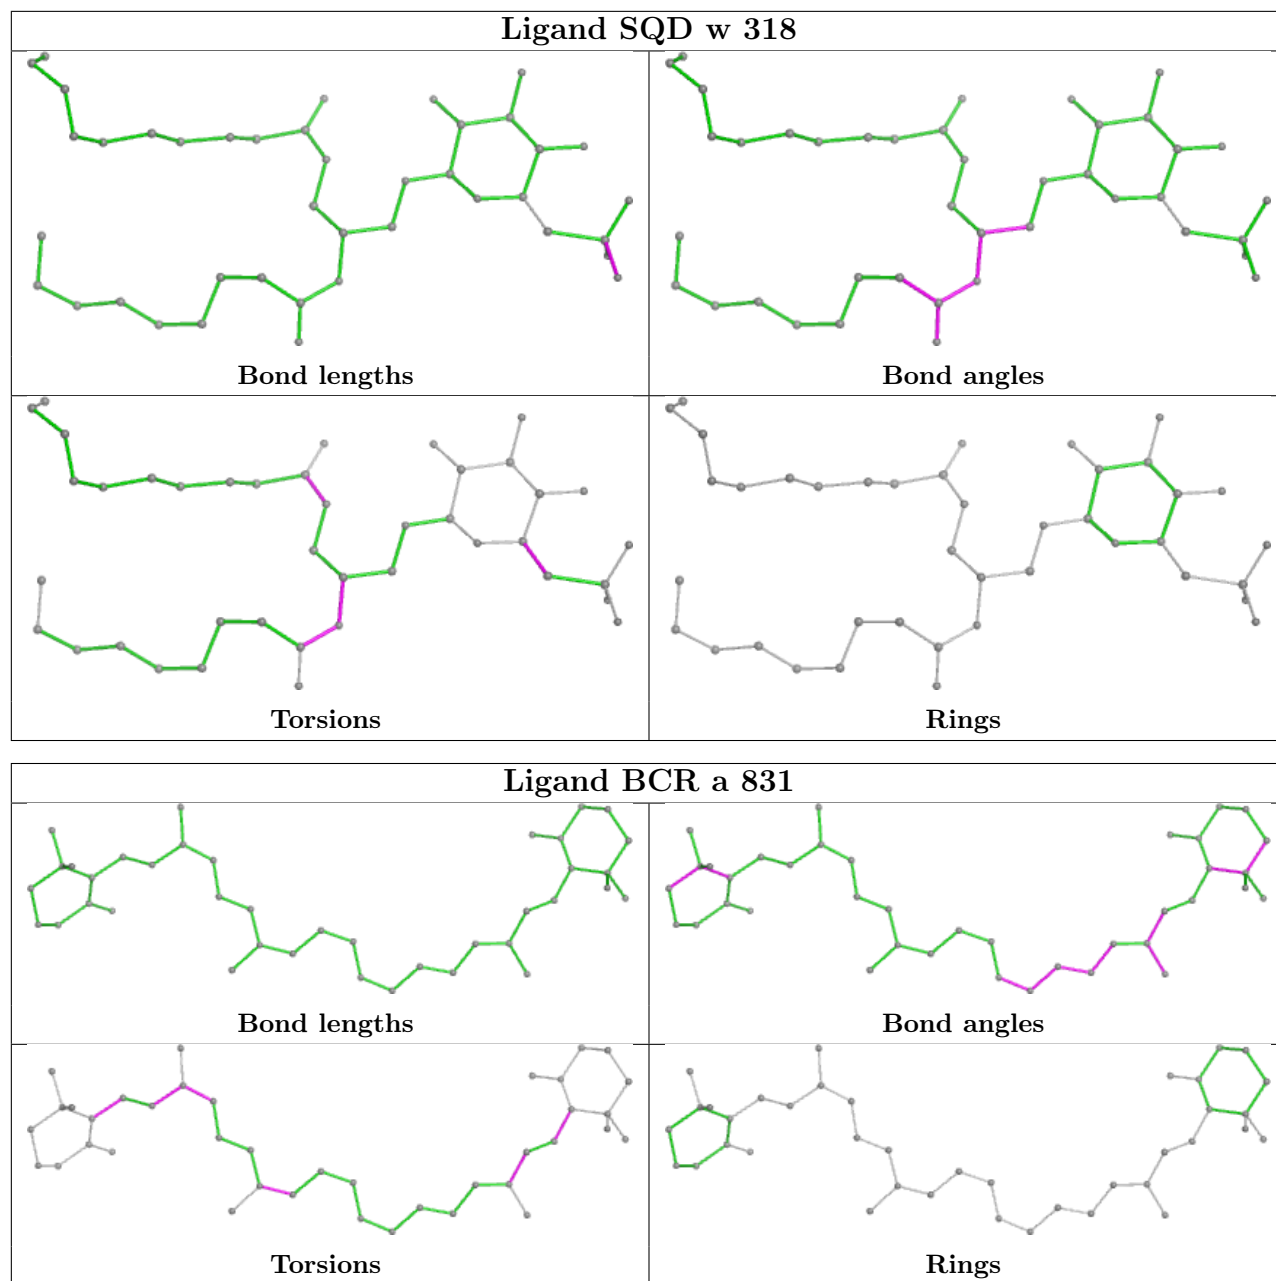 Ligand SQD w 318
Bond lengths
Bond angles
Torsions
Rings
Ligand BCR a 831
Bond lengths
Bond angles
Torsions
Rings